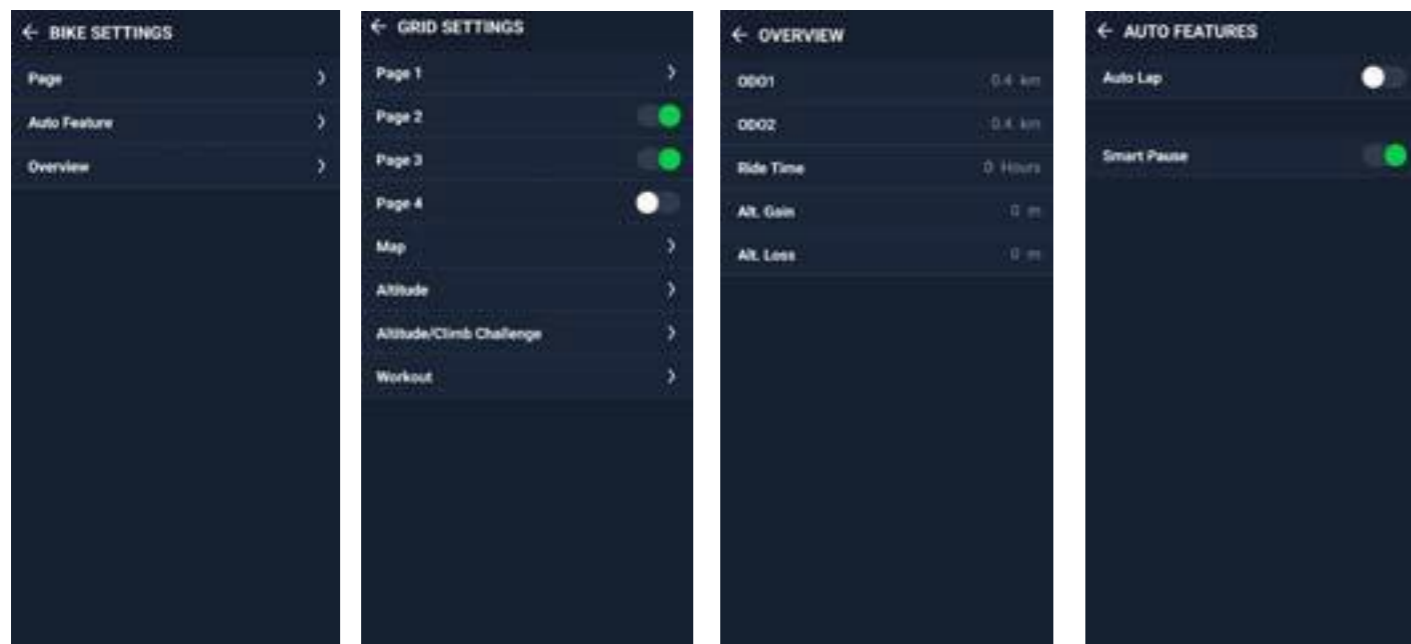 ← BIKE SETTINGS
Page
Auto Feature
Overview
← GRID SETTINGS
Page 1
Page 2
Page 3
Page 4
Map
Altitude
Altitude/Climb Challenge
Workout
← OVERVIEW
ODO1 0.4 km
ODO2 0.4 km
Ride Time 0 Hours
Alt. Gain 0 m
Alt. Loss 0 m
← AUTO FEATURES
Auto Lap
Smart Pause